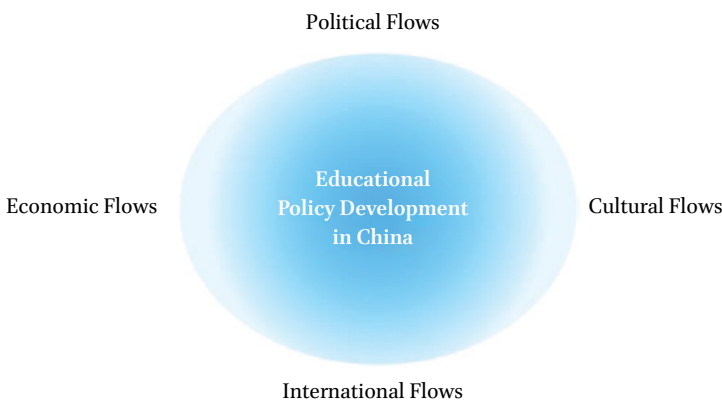 Political Flows
Educational
Economic Flows
Policy Development
Cultural Flows
in China
International Flows